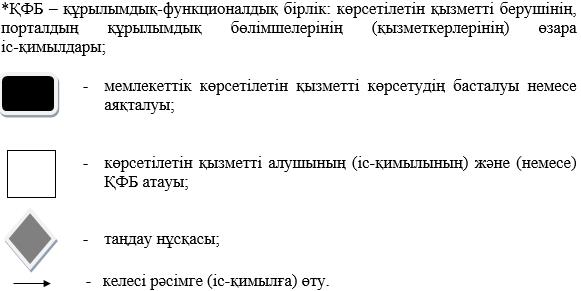 *ҚФБ – құрылымдық-функционалдық бірлік: көрсетілетін қызметті берушінің,
порталдың құрылымдық бөлімшелерінің (қызметкерлерінің) өзара
іс-қимылдары;
- мемлекеттік көрсетілетін қызметті көрсетудің басталуы немесе
аяқталуы;
- көрсетілетін қызметті алушының (іс-қимылының) және (немесе)
ҚФБ атауы;
- таңдау нұсқасы;
- келесі рәсімге (іс-қимылға) өту.